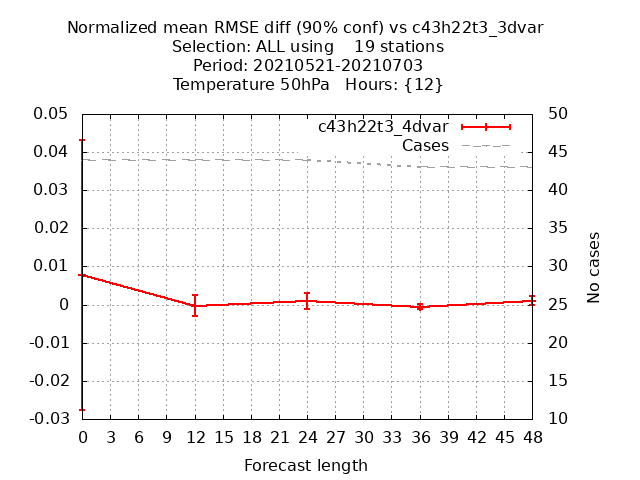 Normalized mean RMSE diff (90% conf) vs c43h22t3_3dvar
Selection: ALL using    19 stations
Period: 20210521-20210703
Temperature 50hPa   Hours: {12}
0.05
0.04
0.03
0.02
0.01
0
-0.01
-0.02
-0.03
c43h22t3_4dvar
Cases
50
45
40
35
30
25
20
15
10
No cases
0 3 6 9 12 15 18 21 24 27 30 33 36 39 42 45 48
Forecast length